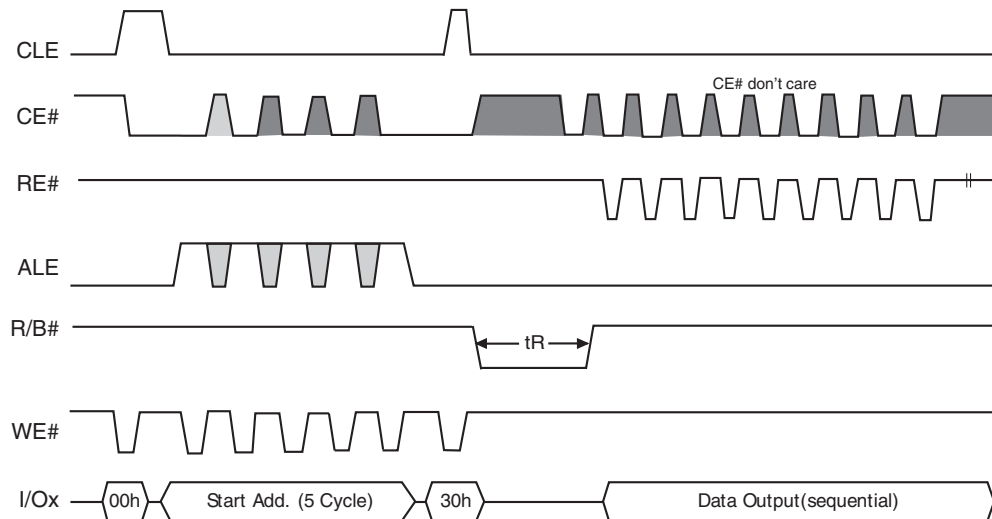 CLE
CE# don't care
CE#
RE#
ALE
R/B#
tR
WE#
I/Ox
00h
Start Add. (5 Cycle)
30h
Data Output(sequential)